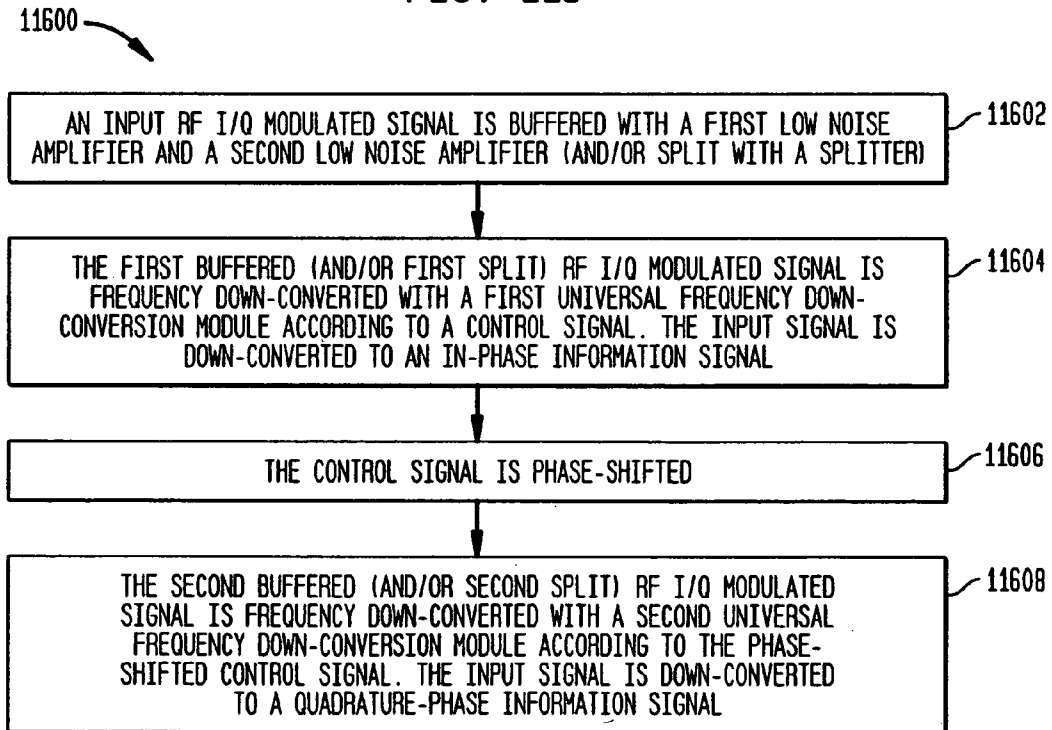 11600
AN INPUT RF I/Q MODULATED SIGNAL IS BUFFERED WITH A FIRST LOW NOISE
AMPLIFIER AND A SECOND LOW NOISE AMPLIFIER (AND/OR SPLIT WITH A SPLITTER)
11602
THE FIRST BUFFERED (AND/OR FIRST SPLIT) RF I/Q MODULATED SIGNAL IS
FREQUENCY DOWN-CONVERTED WITH A FIRST UNIVERSAL FREQUENCY DOWN-
CONVERSION MODULE ACCORDING TO A CONTROL SIGNAL. THE INPUT SIGNAL IS
DOWN-CONVERTED TO AN IN-PHASE INFORMATION SIGNAL
11604
THE CONTROL SIGNAL IS PHASE-SHIFTED
11606
THE SECOND BUFFERED (AND/OR SECOND SPLIT) RF I/Q MODULATED
SIGNAL IS FREQUENCY DOWN-CONVERTED WITH A SECOND UNIVERSAL
FREQUENCY DOWN-CONVERSION MODULE ACCORDING TO THE PHASE-
SHIFTED CONTROL SIGNAL. THE INPUT SIGNAL IS DOWN-CONVERTED
TO A QUADRATURE-PHASE INFORMATION SIGNAL
11608